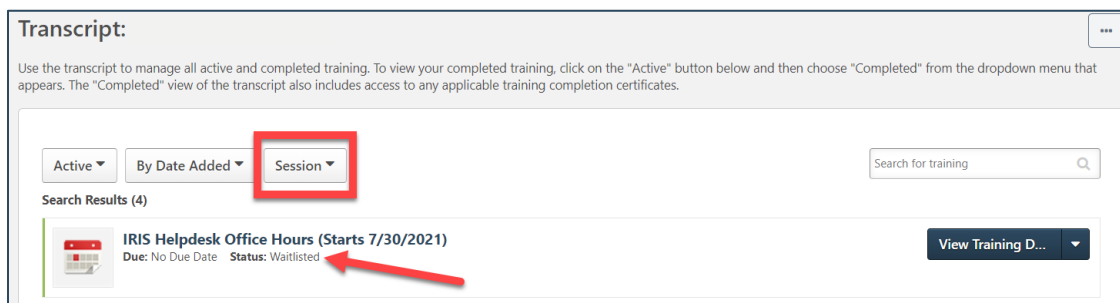 Transcript:
...
Use the transcript to manage all active and completed training. To view your completed training, click on the "Active" button below and then choose "Completed" from the dropdown menu that
appears. The "Completed" view of the transcript also includes access to any applicable training completion certificates.
Active By Date Added Session Search for training
Search Results (4)
IRIS Helpdesk Office Hours (Starts 7/30/2021)
Due: No Due Date Status: Waitlisted
View Training D...